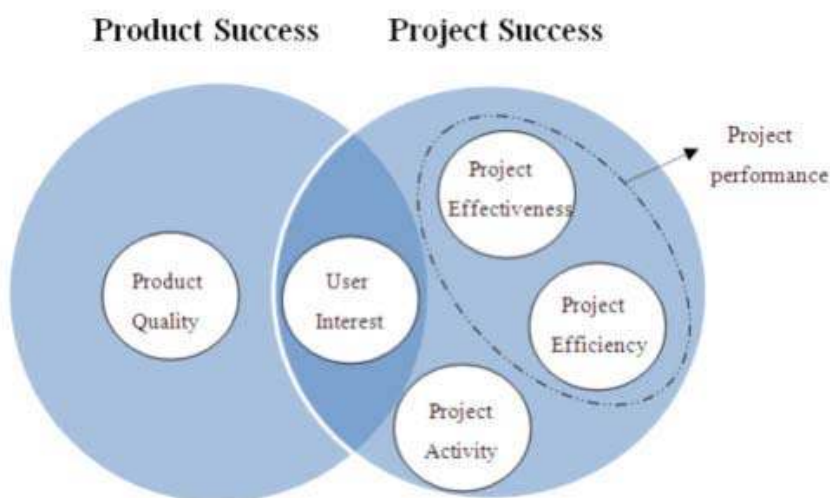 Product Success
Project Success
Project
performance
Project
Effectiveness
Product
Quality
User
Interest
Project
Efficiency
Project
Activity